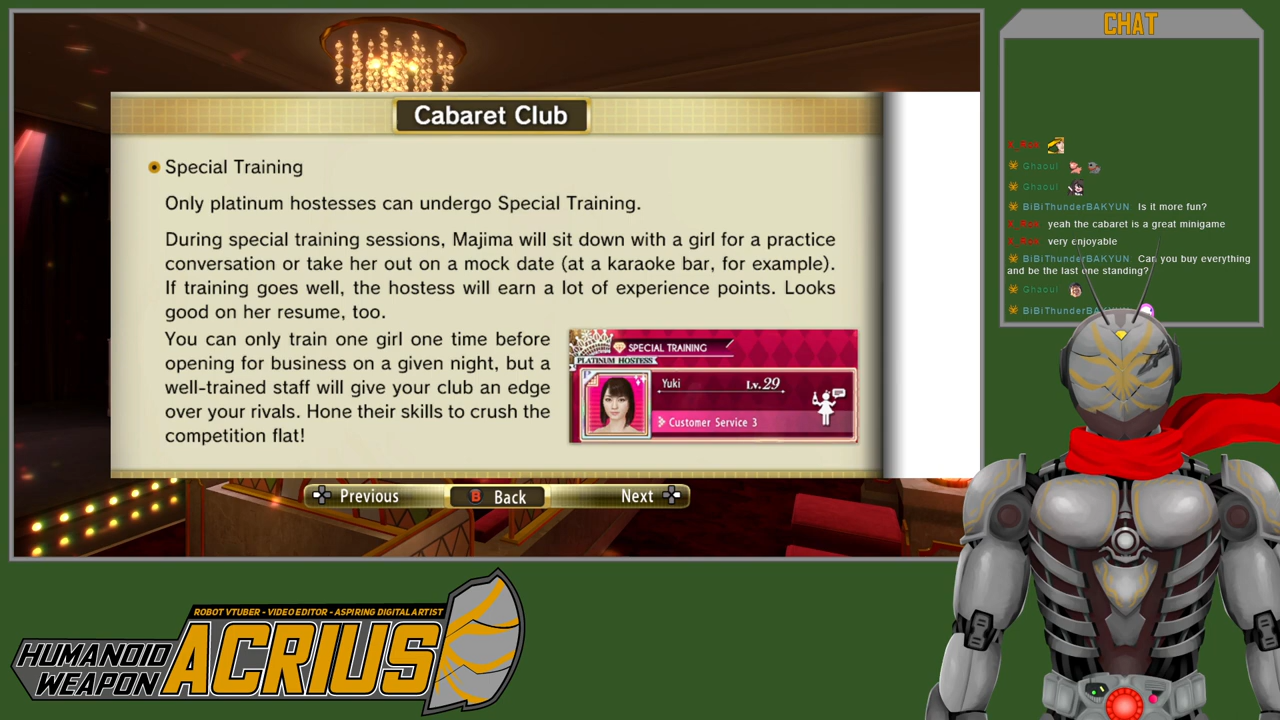 CHAT
Cabaret Club
Special Training
Only platinum hostesses can undergo Special Training.
During special training sessions, Majima will sit down with a girl for a practice
conversation or take her out on a mock date (at a karaoke bar, for example).
If training goes well, the hostess will earn a lot of experience points. Looks
good on her resume, too.
You can only train one girl one time before
opening for business on a given night, but a
well-trained staff will give your club an edge
over your rivals. Hone their skills to crush the
competition flat!
SPECIAL TRAINING
PLATINUM HOSTESS
Yuki
Lv.29
Customer Service 3
Previous
B Back
Next
Ghaoul
Ghaoul
BiBiThunderBAKYUN Is it more fun?
yeah the cabaret is a great minigame
very enjoyable
BiBiThunderBAKYUN Can you buy everything
and be the last one standing?
Ghaoul
BiBiThunderBAKYUN
ROBOT VTUBER - VIDEO EDITOR - ASPIRING DIGITAL ARTIST
HUMANOID
WEAPON
ACRIUS